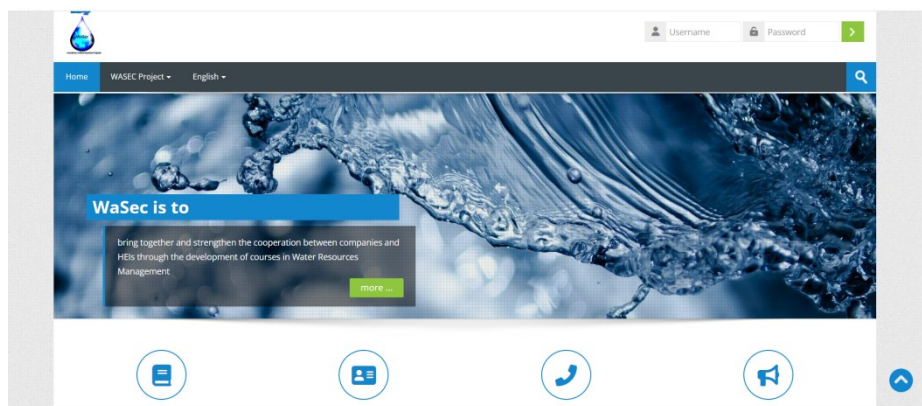 Username
Password
Home
WASEC Project
English
WaSec is to
bring together and strengthen the cooperation between companies and
HEIs through the development of courses in Water Resources
Management
more ...